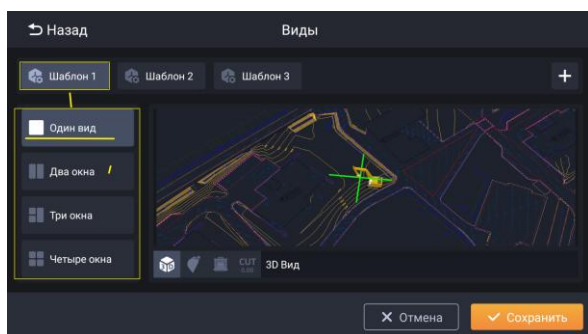 Назад
Виды
Шаблон 1
Шаблон 2
Шаблон 3
Один вид
Два окна
Три окна
Четыре окна
CUT
3D Вид
Отмена
Сохранить